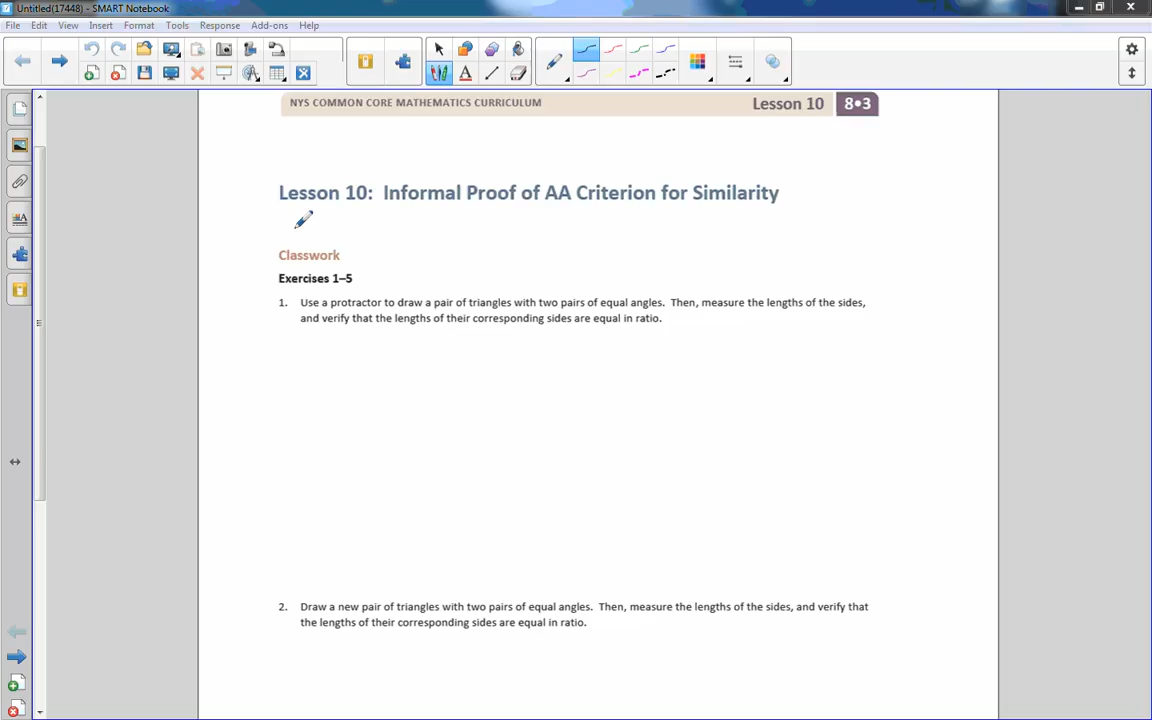 Untitled(17448) - SMART Notebook
File Edit View Insert Format Tools Response Add-ons Help
NYS COMMON CORE MATHEMATICS CURRICULUM Lesson 10 8•3
Lesson 10: Informal Proof of AA Criterion for Similarity
Classwork
Exercises 1–5
1. Use a protractor to draw a pair of triangles with two pairs of equal angles. Then, measure the lengths of the sides,
and verify that the lengths of their corresponding sides are equal in ratio.
2. Draw a new pair of triangles with two pairs of equal angles. Then, measure the lengths of the sides, and verify that
the lengths of their corresponding sides are equal in ratio.